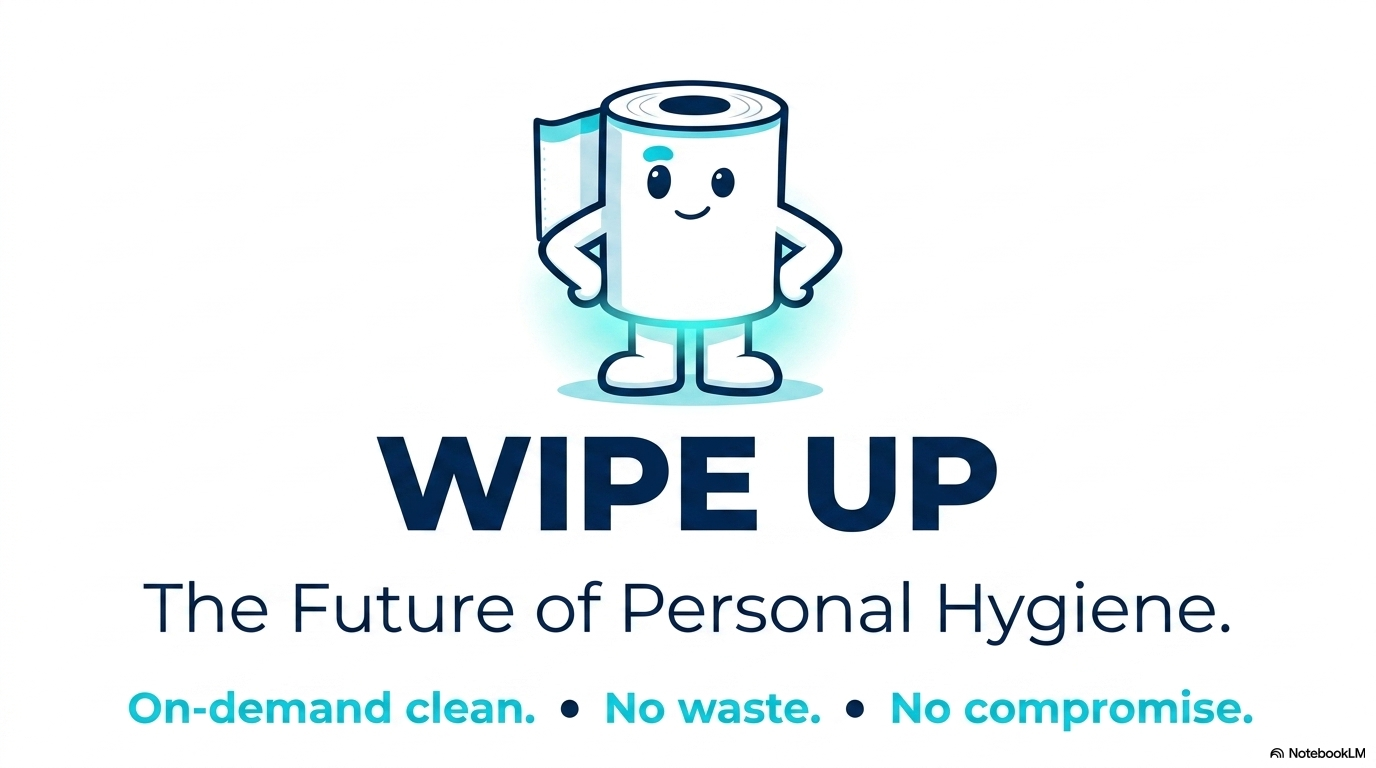 WIPE UP
The Future of Personal Hygiene.
On-demand clean. • No waste. • No compromise.
NotebookLM